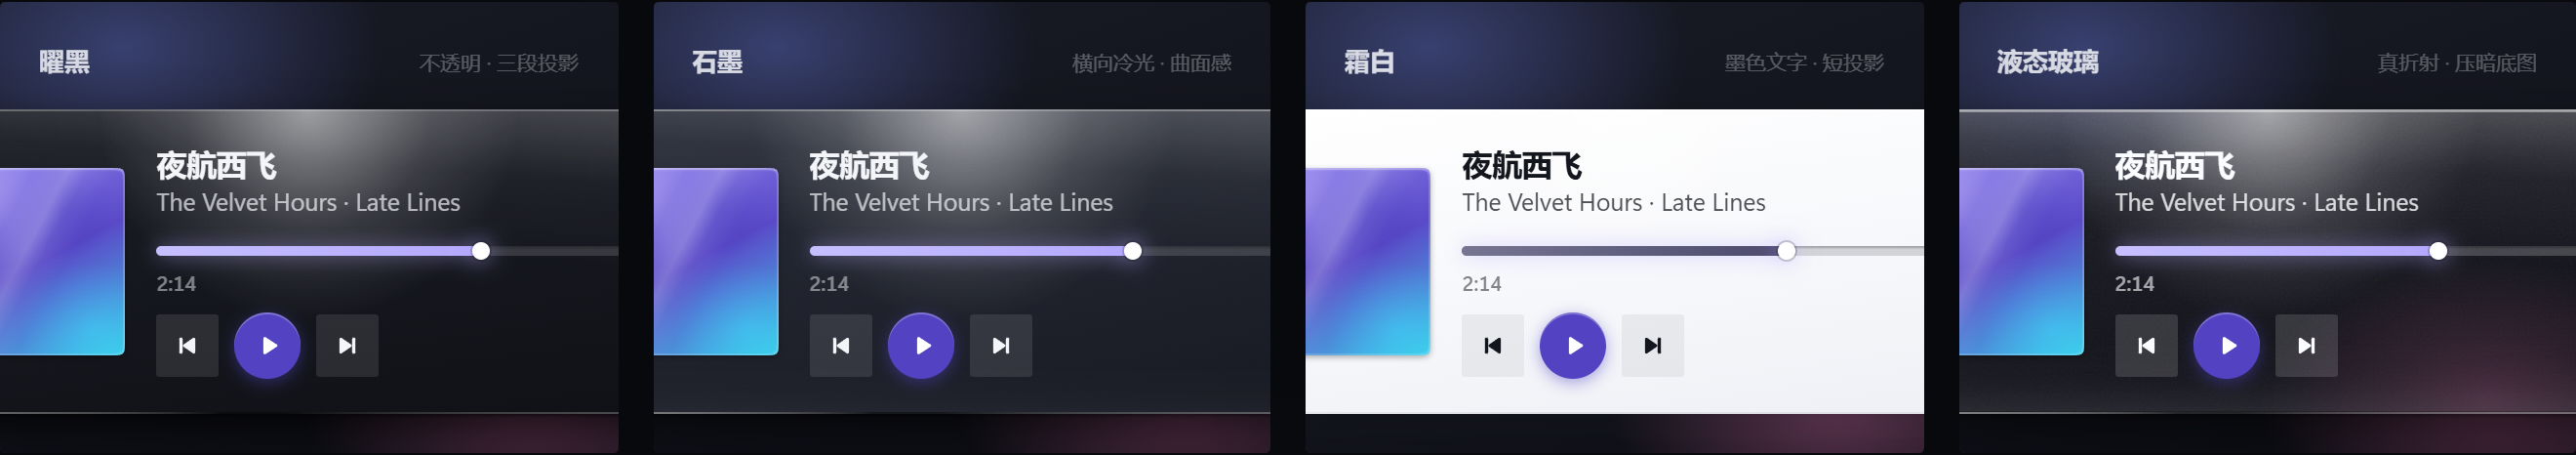 曜黑
不透明 · 三段投影
夜航西飞
The Velvet Hours · Late Lines
2:14
石墨
横向冷光 · 曲面感
夜航西飞
The Velvet Hours · Late Lines
2:14
霜白
墨色文字 · 短投影
夜航西飞
The Velvet Hours · Late Lines
2:14
液态玻璃
真折射 · 压暗底图
夜航西飞
The Velvet Hours · Late Lines
2:14